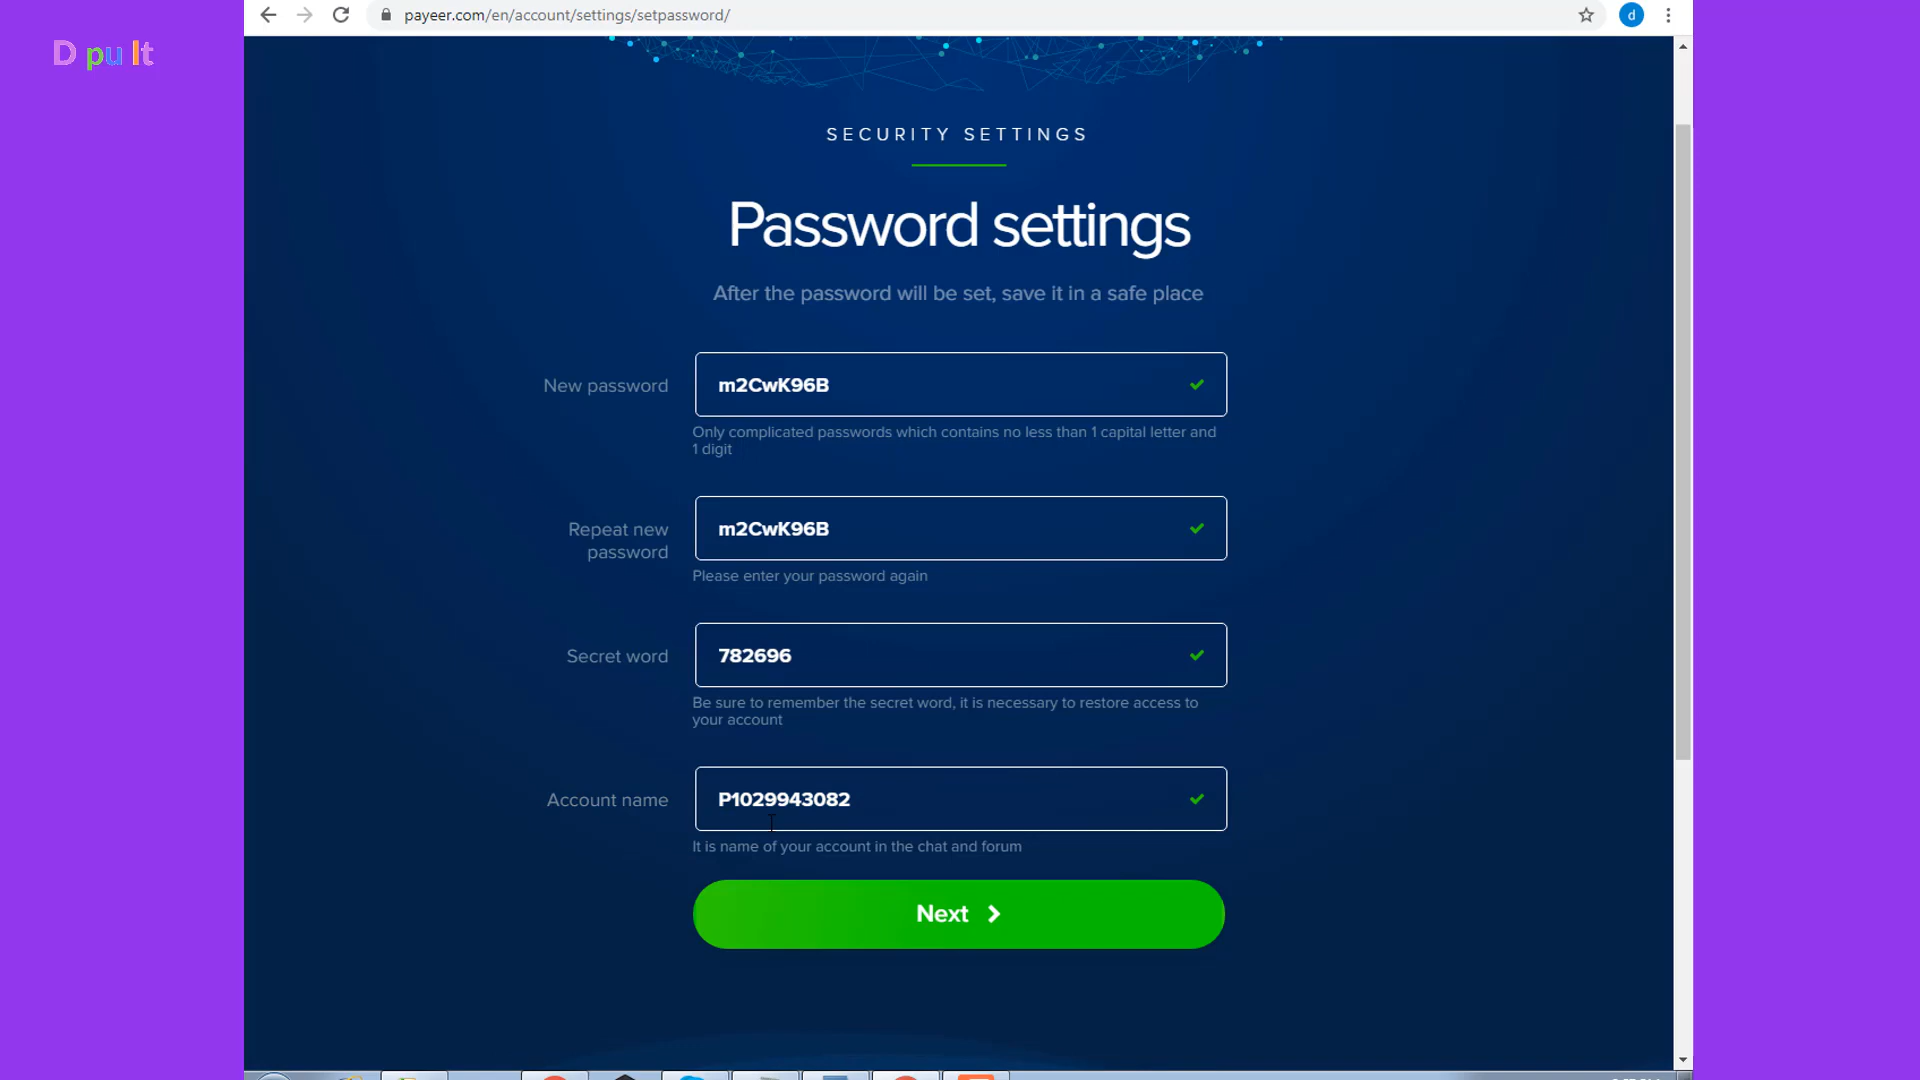 payeer.com/en/account/settings/setpassword/
d
D pu lt
SECURITY SETTINGS
Password settings
After the password will be set, save it in a safe place
New password
m2CwK96B
Only complicated passwords which contains no less than 1 capital letter and
1 digit
Repeat new
password
m2CwK96B
Please enter your password again
Secret word
782696
Be sure to remember the secret word, it is necessary to restore access to
your account
Account name
P1029943082
It is name of your account in the chat and forum
Next